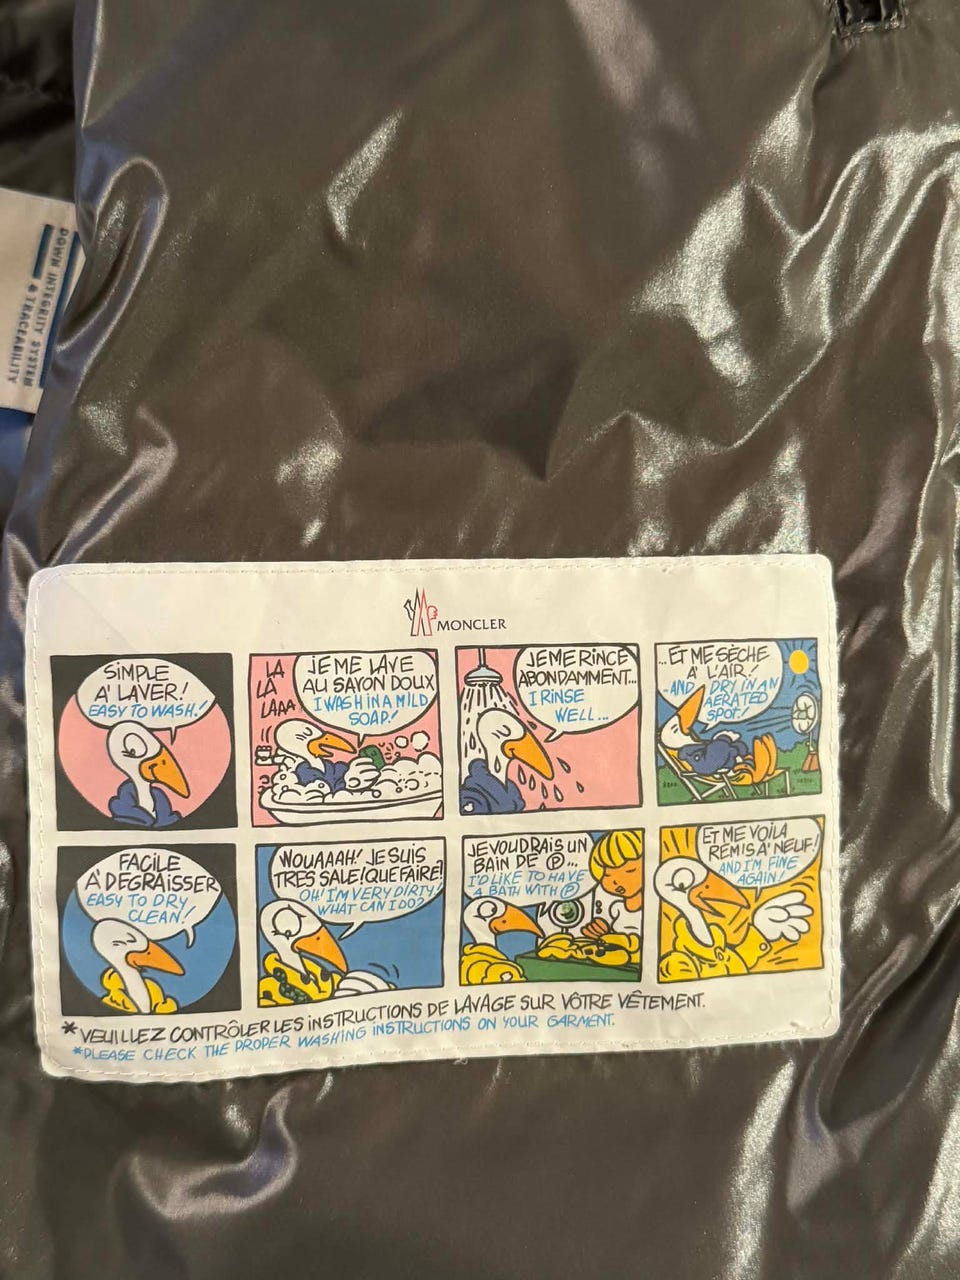 DOWN INTEGRITY SYSTEM
& TRACEABILITY
MONCLER
SIMPLE
A' LAVER!
EASY TO WASH!
LA
LA
LAAA
JE ME LAVE
AU SAVON DOUX
I WASH IN A MILD
SOAP!
JE ME RINCE
ABONDAMMENT...
I RINSE
WELL...
...ET ME SÈCHE
A' L'AIR!
-AND DRY IN AN
AERATED
SPOT!
FACILE
A' DEGRAISSER
EASY TO DRY
CLEAN!
WOUAAAH! JE SUIS
TRES SALE! QUE FAIRE?
OH! I'M VERY DIRTY!
WHAT CAN I DO?
JE VOUDRAIS UN
BAIN DE Ⓟ...
I'D LIKE TO HAVE
A BATH WITH Ⓟ
ET ME VOILA
REMIS A' NEUF!
AND I'M FINE
AGAIN!
*VEUILLEZ CONTRÔLER LES INSTRUCTIONS DE LAVAGE SUR VÔTRE VÊTEMENT.
*PLEASE CHECK THE PROPER WASHING INSTRUCTIONS ON YOUR GARMENT.